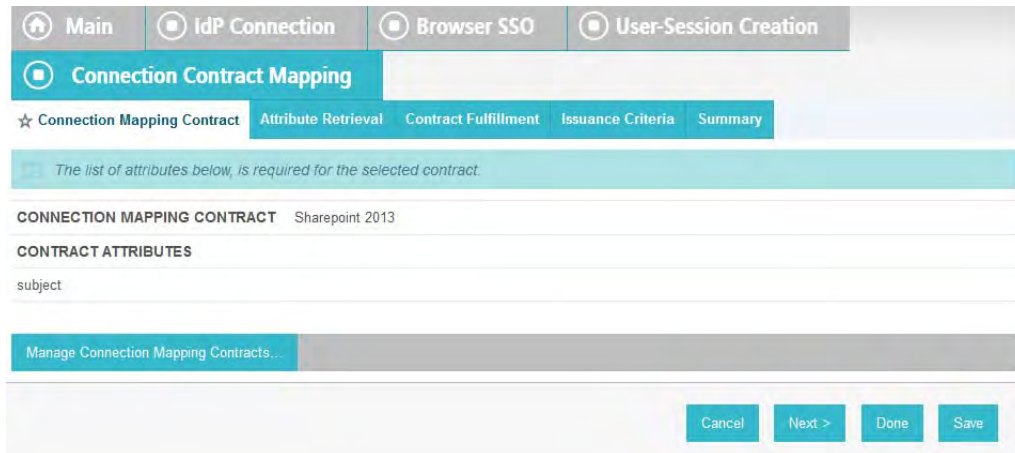 Main IdP Connection Browser SSO User-Session Creation
Connection Contract Mapping
Connection Mapping Contract Attribute Retrieval Contract Fulfillment Issuance Criteria Summary
The list of attributes below, is required for the selected contract.
CONNECTION MAPPING CONTRACT Sharepoint 2013
CONTRACT ATTRIBUTES
subject
Manage Connection Mapping Contracts...
Cancel Next > Done Save